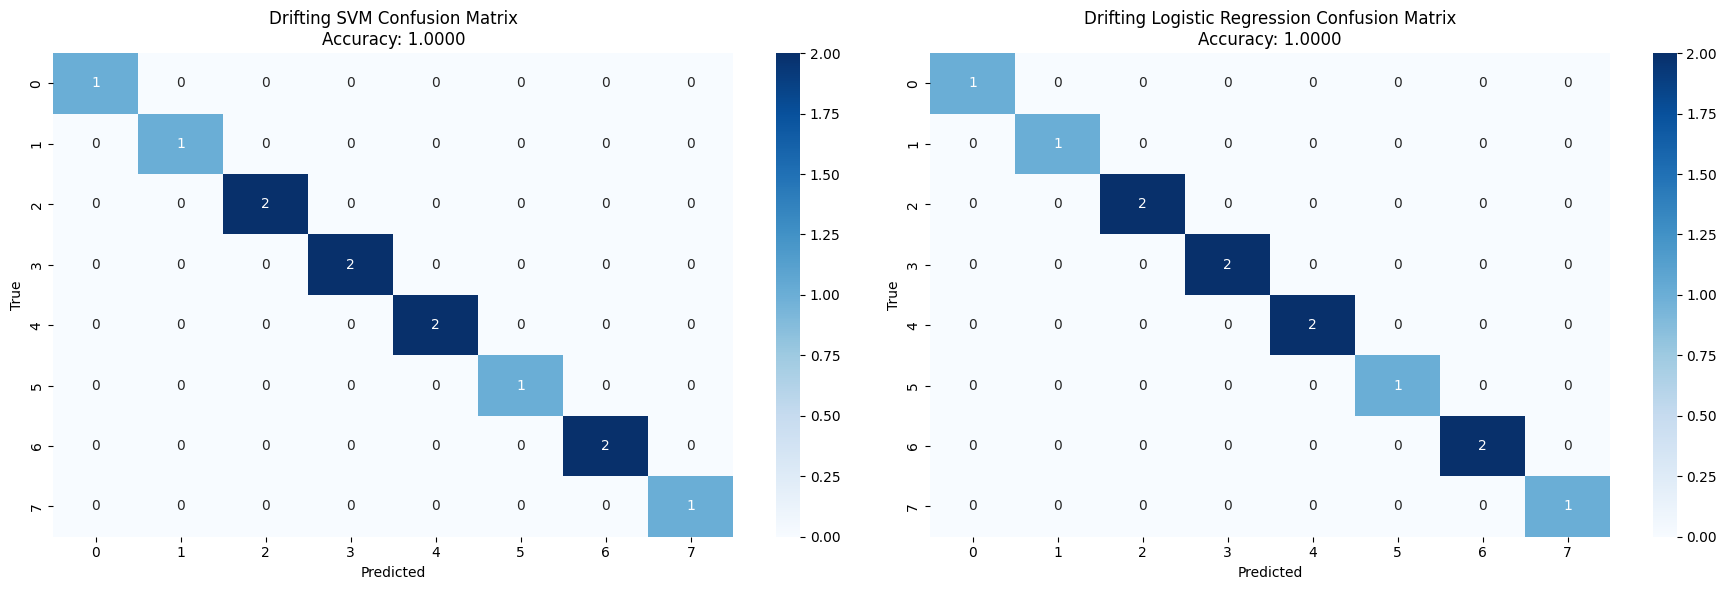 Drifting SVM Confusion Matrix
Accuracy: 1.0000
True
0 1 0 0 0 0 0 0 0
1 0 1 0 0 0 0 0 0
2 0 0 2 0 0 0 0 0
3 0 0 0 2 0 0 0 0
4 0 0 0 0 2 0 0 0
5 0 0 0 0 0 1 0 0
6 0 0 0 0 0 0 2 0
7 0 0 0 0 0 0 0 1
0 1 2 3 4 5 6 7
Predicted
2.00
1.75
1.50
1.25
1.00
0.75
0.50
0.25
0.00
Drifting Logistic Regression Confusion Matrix
Accuracy: 1.0000
True
0 1 0 0 0 0 0 0 0
1 0 1 0 0 0 0 0 0
2 0 0 2 0 0 0 0 0
3 0 0 0 2 0 0 0 0
4 0 0 0 0 2 0 0 0
5 0 0 0 0 0 1 0 0
6 0 0 0 0 0 0 2 0
7 0 0 0 0 0 0 0 1
0 1 2 3 4 5 6 7
Predicted
2.00
1.75
1.50
1.25
1.00
0.75
0.50
0.25
0.00